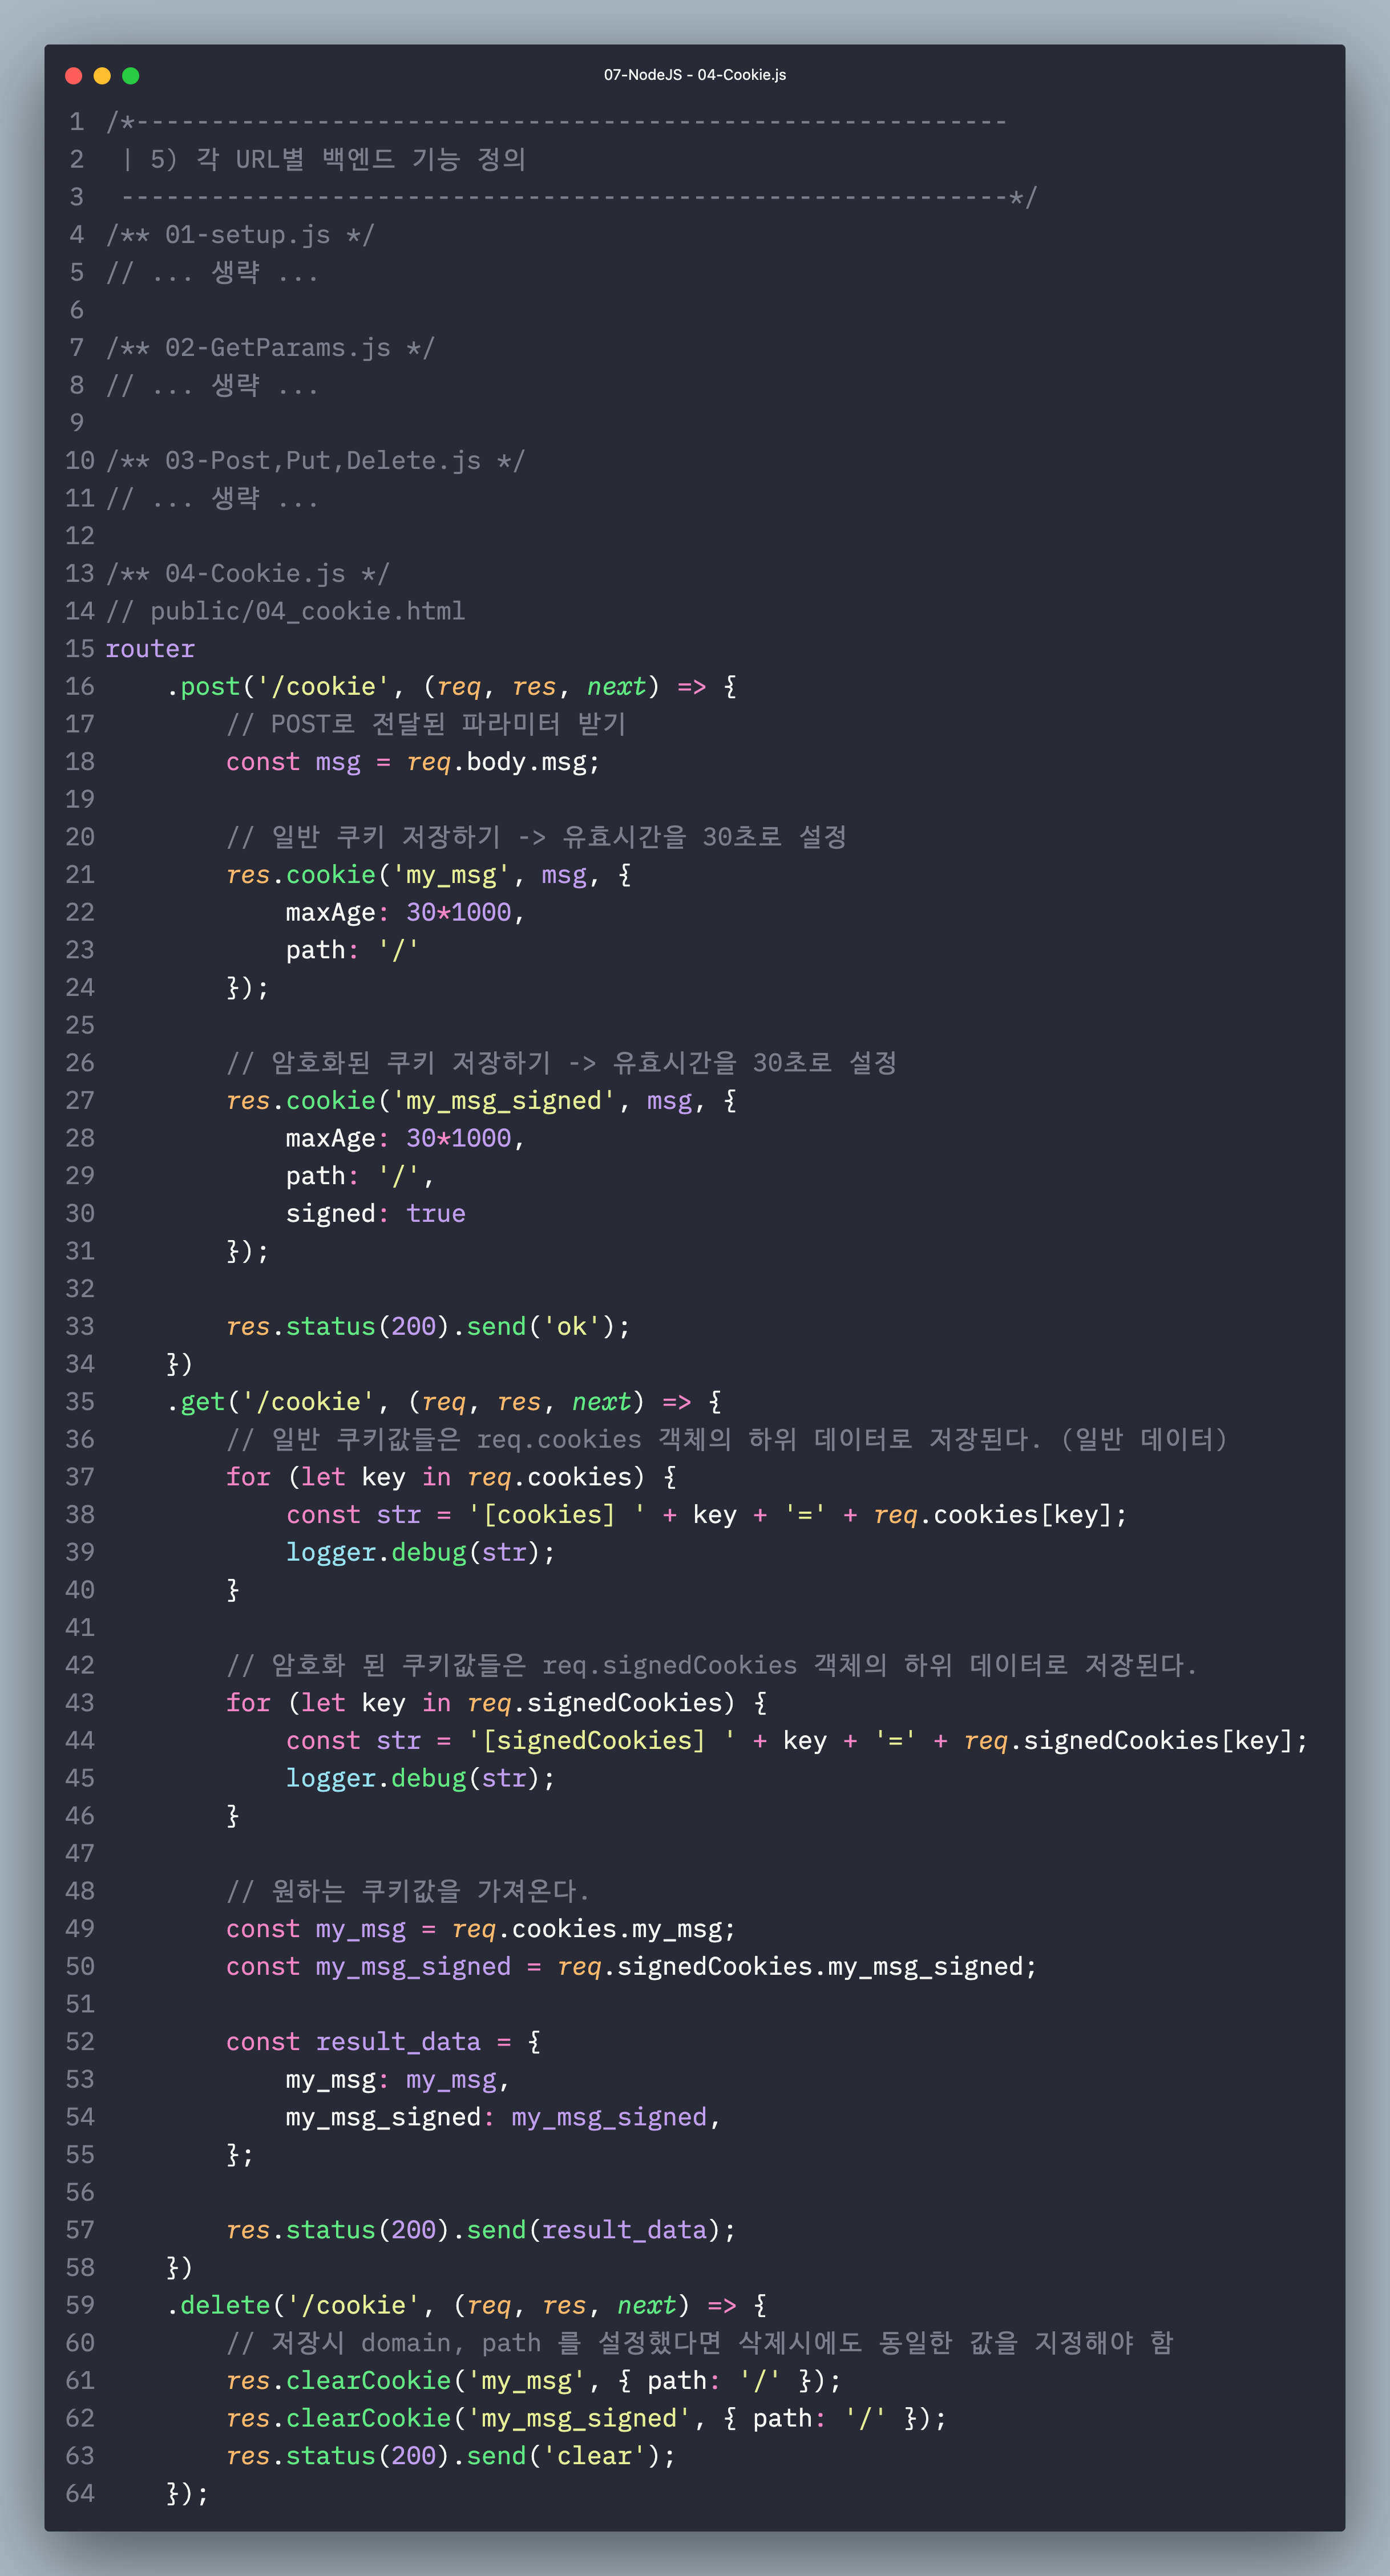 07-NodeJS - 04-Cookie.js
1 /*----------------------------------------------------------
2  | 5) 각 URL별 백엔드 기능 정의
3  -----------------------------------------------------------*/
4 /** 01-setup.js */
5 // ... 생략 ...
6
7 /** 02-GetParams.js */
8 // ... 생략 ...
9
10 /** 03-Post,Put,Delete.js */
11 // ... 생략 ...
12
13 /** 04-Cookie.js */
14 // public/04_cookie.html
15 router
16     .post('/cookie', (req, res, next) => {
17         // POST로 전달된 파라미터 받기
18         const msg = req.body.msg;
19
20         // 일반 쿠키 저장하기 -> 유효시간을 30초로 설정
21         res.cookie('my_msg', msg, {
22             maxAge: 30*1000,
23             path: '/'
24         });
25
26         // 암호화된 쿠키 저장하기 -> 유효시간을 30초로 설정
27         res.cookie('my_msg_signed', msg, {
28             maxAge: 30*1000,
29             path: '/',
30             signed: true
31         });
32
33         res.status(200).send('ok');
34     })
35     .get('/cookie', (req, res, next) => {
36         // 일반 쿠키값들은 req.cookies 객체의 하위 데이터로 저장된다. (일반 데이터)
37         for (let key in req.cookies) {
38             const str = '[cookies] ' + key + '=' + req.cookies[key];
39             logger.debug(str);
40         }
41
42         // 암호화 된 쿠키값들은 req.signedCookies 객체의 하위 데이터로 저장된다.
43         for (let key in req.signedCookies) {
44             const str = '[signedCookies] ' + key + '=' + req.signedCookies[key];
45             logger.debug(str);
46         }
47
48         // 원하는 쿠키값을 가져온다.
49         const my_msg = req.cookies.my_msg;
50         const my_msg_signed = req.signedCookies.my_msg_signed;
51
52         const result_data = {
53             my_msg: my_msg,
54             my_msg_signed: my_msg_signed,
55         };
56
57         res.status(200).send(result_data);
58     })
59     .delete('/cookie', (req, res, next) => {
60         // 저장시 domain, path 를 설정했다면 삭제시에도 동일한 값을 지정해야 함
61         res.clearCookie('my_msg', { path: '/' });
62         res.clearCookie('my_msg_signed', { path: '/' });
63         res.status(200).send('clear');
64     });